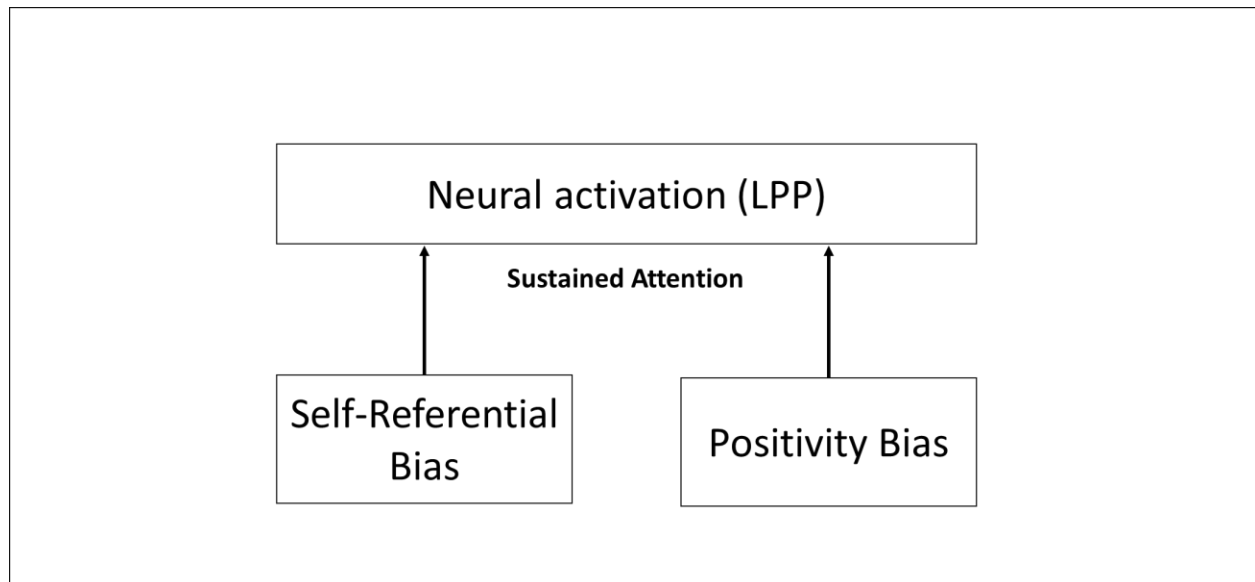 Neural activation (LPP)
Sustained Attention
Self-Referential
Bias
Positivity Bias